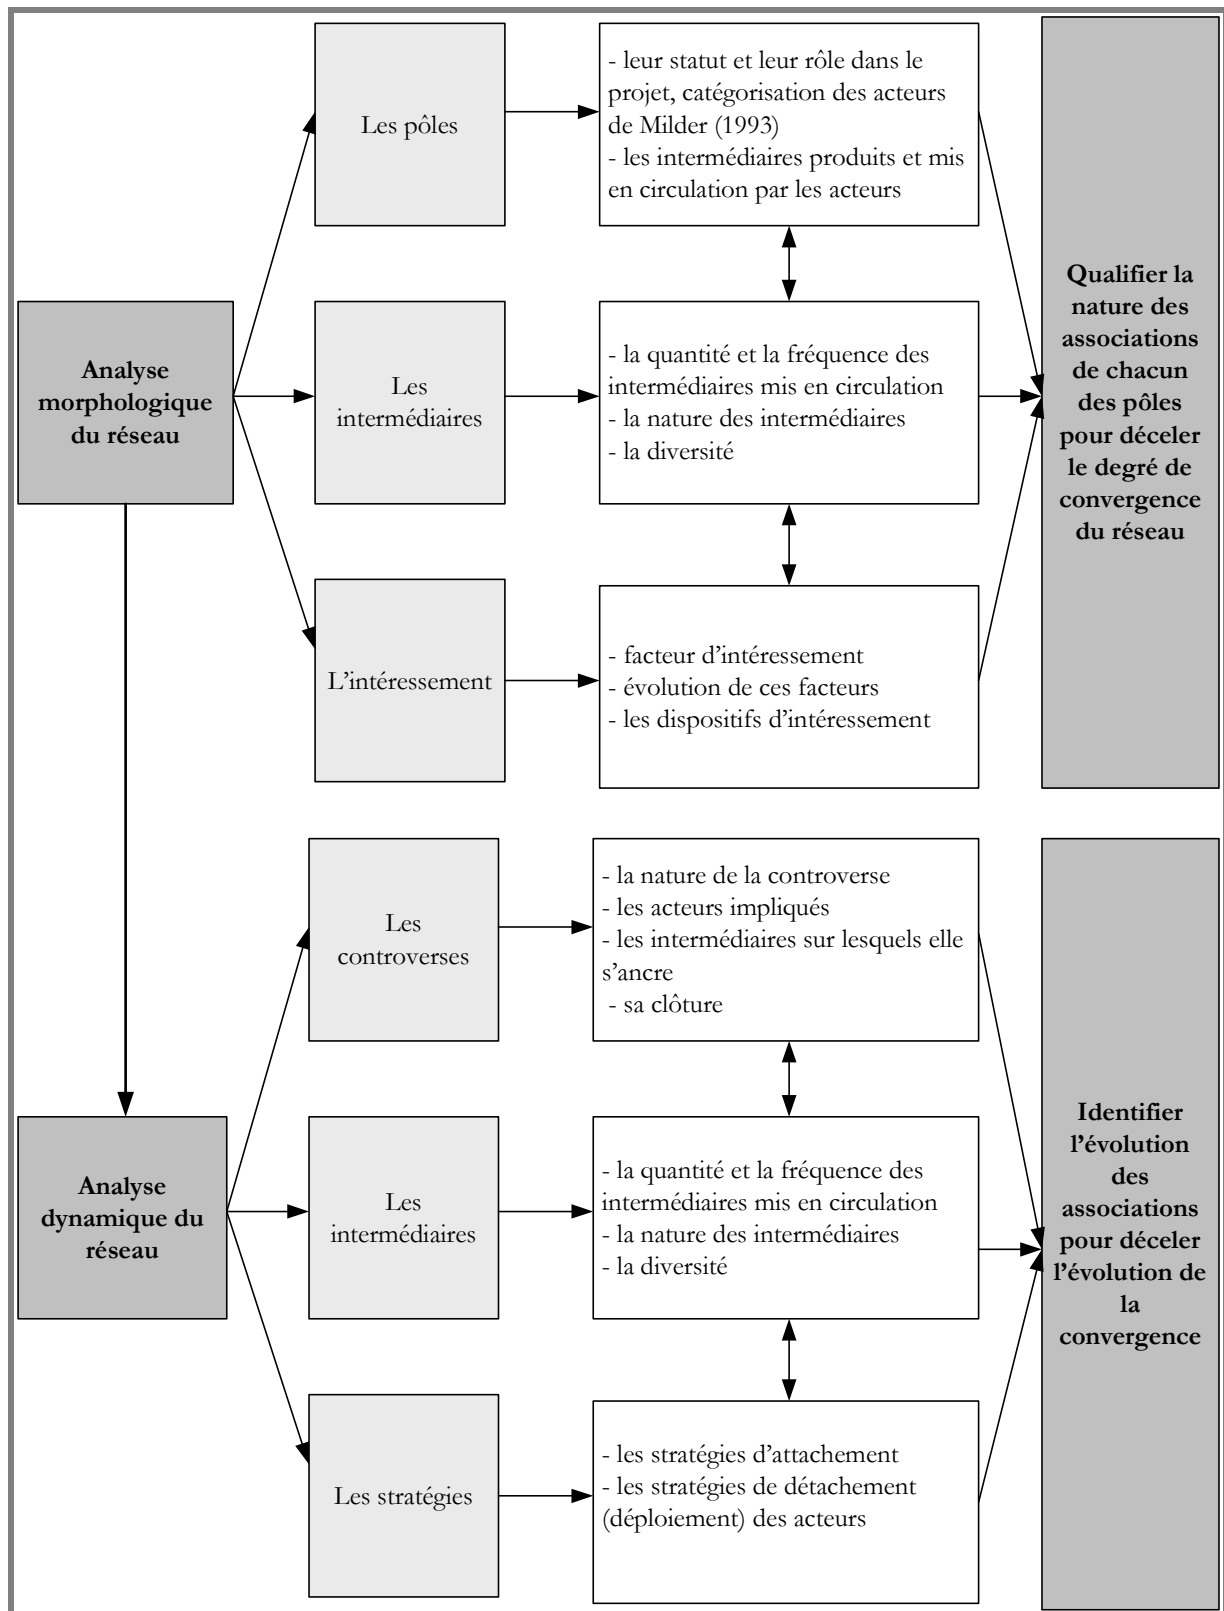 Analyse
morphologique
du réseau
Les pôles
- leur statut et leur rôle dans le
projet, catégorisation des acteurs
de Milder (1993)
- les intermédiaires produits et mis
en circulation par les acteurs
Les
intermédiaires
- la quantité et la fréquence des
intermédiaires mis en circulation
- la nature des intermédiaires
- la diversité
L'intéressement
- facteur d'intéressement
- évolution de ces facteurs
- les dispositifs d'intéressement
Qualifier la
nature des
associations
de chacun
des pôles
pour déceler
le degré de
convergence
du réseau
Analyse
dynamique du
réseau
Les
controverses
- la nature de la controverse
- les acteurs impliqués
- les intermédiaires sur lesquels elle
s'ancre
- sa clôture
Les
intermédiaires
- la quantité et la fréquence des
intermédiaires mis en circulation
- la nature des intermédiaires
- la diversité
Les stratégies
- les stratégies d'attachement
- les stratégies de détachement
(déploiement) des acteurs
Identifier
l'évolution
des
associations
pour déceler
l'évolution de
la
convergence